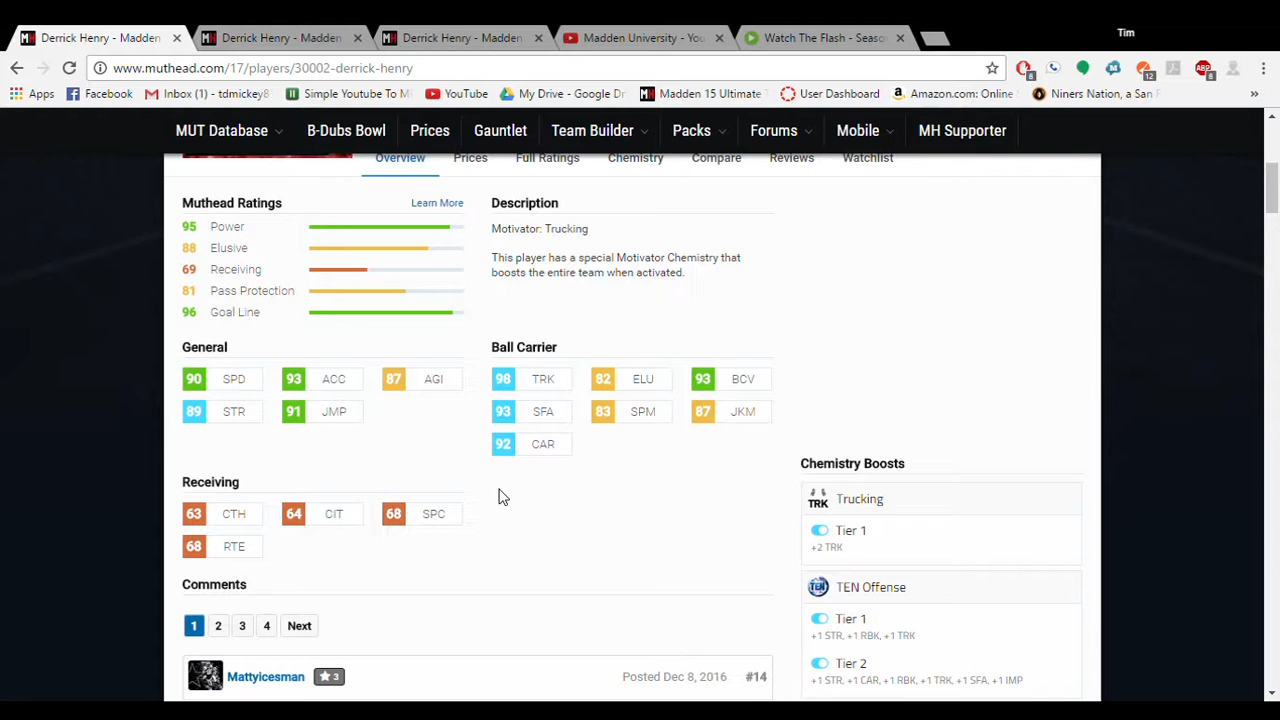 Tim
Derrick Henry - Madden
Derrick Henry - Madden
Derrick Henry - Madden
Madden University - You
Watch The Flash - Seaso
www.muthead.com/17/players/30002-derrick-henry
Apps
Facebook
Inbox (1) - tdmickey8
Simple Youtube To M
YouTube
My Drive - Google Dr
Madden 15 Ultimate
User Dashboard
Amazon.com: Online
Niners Nation, a San F
MUT Database
B-Dubs Bowl
Prices
Gauntlet
Team Builder
Packs
Forums
Mobile
MH Supporter
Overview
Prices
Full Ratings
Chemistry
Compare
Reviews
Watchlist
Muthead Ratings
Learn More
95 Power
88 Elusive
69 Receiving
81 Pass Protection
96 Goal Line
Description
Motivator: Trucking
This player has a special Motivator Chemistry that
boosts the entire team when activated.
General
90 SPD
93 ACC
87 AGI
89 STR
91 JMP
Ball Carrier
98 TRK
82 ELU
93 BCV
93 SFA
83 SPM
87 JKM
92 CAR
Receiving
63 CTH
64 CIT
68 SPC
68 RTE
Chemistry Boosts
TRK
Trucking
Tier 1
+2 TRK
TEN
TEN Offense
Tier 1
+1 STR, +1 RBK, +1 TRK
Tier 2
+1 STR, +1 CAR, +1 RBK, +1 TRK, +1 SFA, +1 IMP
Comments
1 2 3 4 Next
Mattyicesman
3
Posted Dec 8, 2016
#14